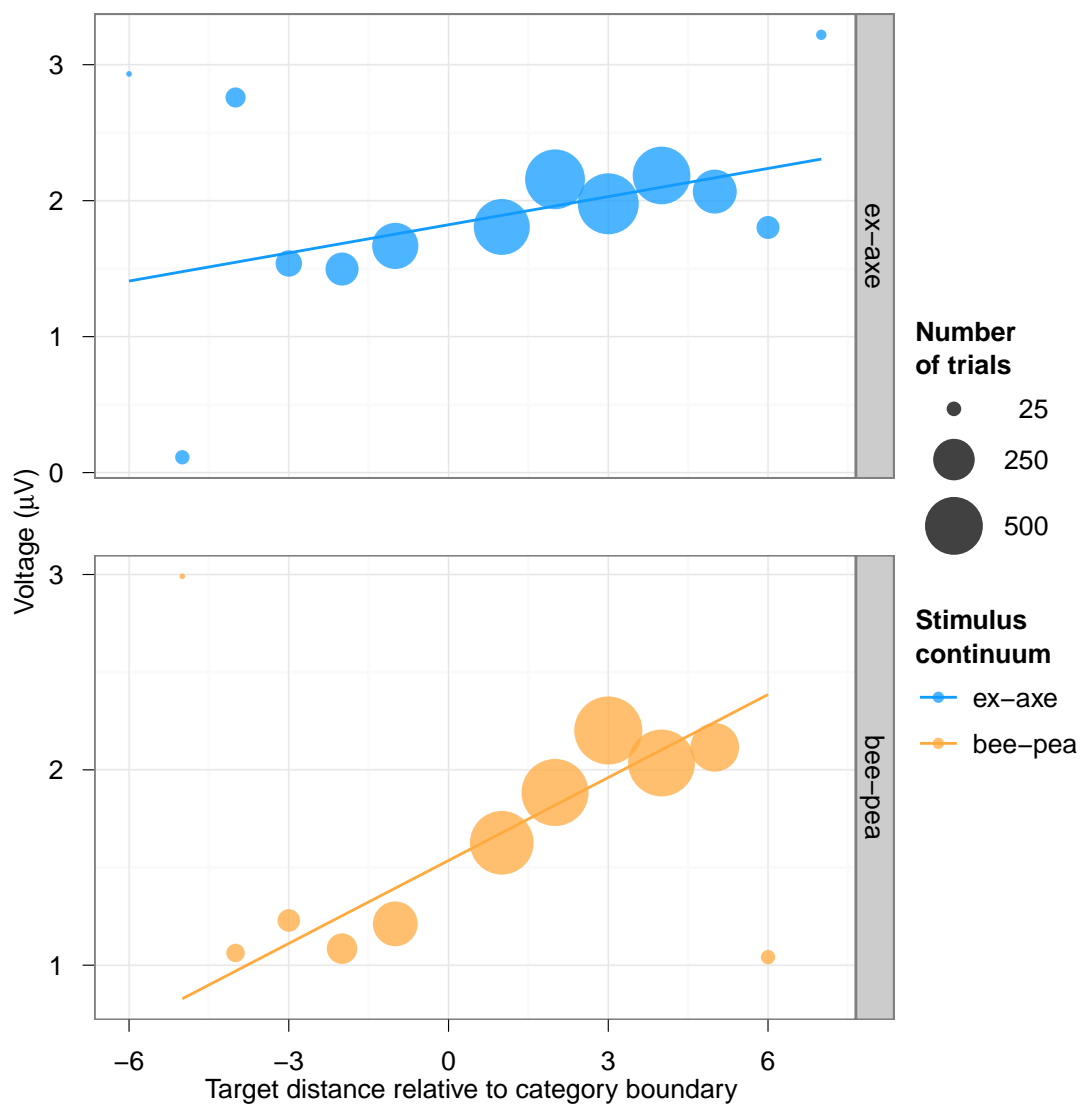 3
2
1
0
ex−axe
Voltage (μV)
3
2
1
bee−pea
−6
−3
0
3
6
Target distance relative to category boundary
Number
of trials
25
250
500
Stimulus
continuum
ex−axe
bee−pea